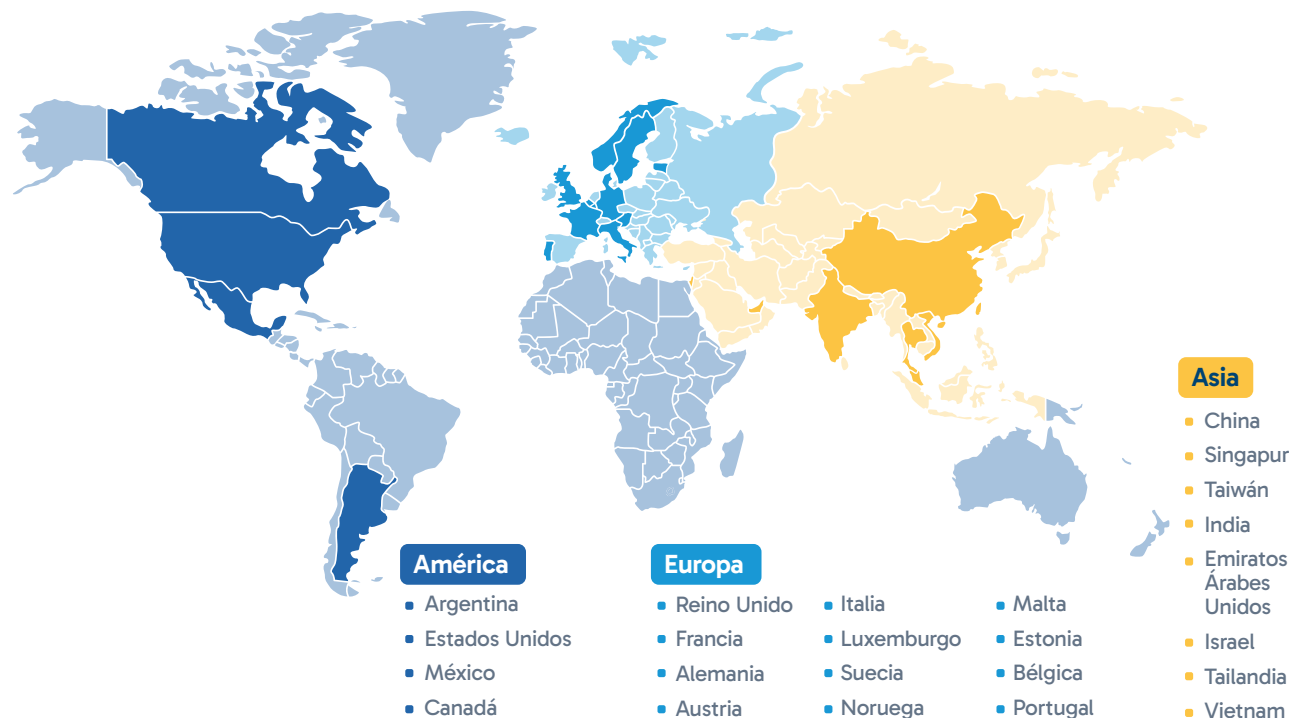 América
Argentina
Estados Unidos
México
Canadá
Europa
Reino Unido
Francia
Alemania
Austria
Italia
Luxemburgo
Suecia
Noruega
Malta
Estonia
Bélgica
Portugal
Asia
China
Singapur
Taiwán
India
Emiratos
Árabes
Unidos
Israel
Tailandia
Vietnam